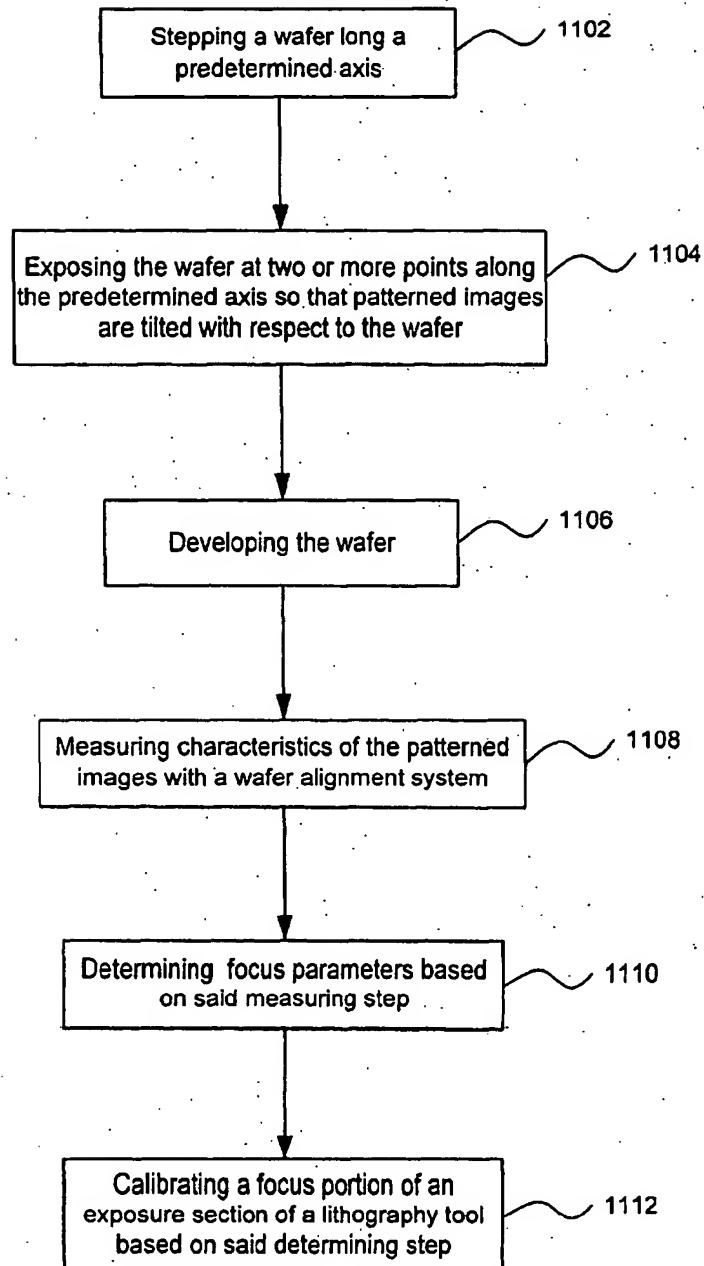 Stepping a wafer long a
predetermined axis
1102
Exposing the wafer at two or more points along
the predetermined axis so that patterned images
are tilted with respect to the wafer
1104
Developing the wafer
1106
Measuring characteristics of the patterned
images with a wafer alignment system
1108
Determining focus parameters based
on said measuring step
1110
Calibrating a focus portion of an
exposure section of a lithography tool
based on said determining step
1112